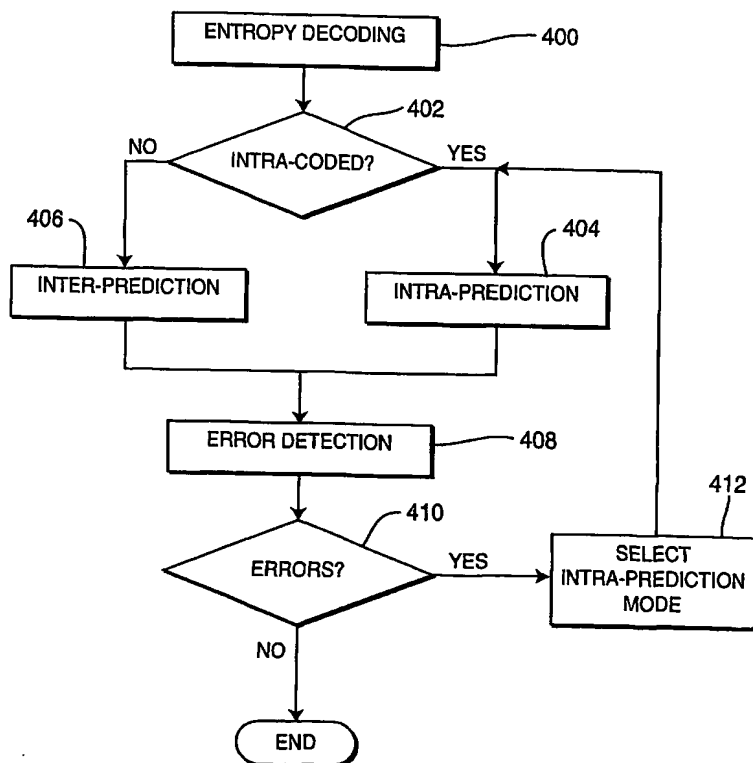 ENTROPY DECODING
400
402
INTRA-CODED?
NO
YES
406
404
INTER-PREDICTION
INTRA-PREDICTION
ERROR DETECTION
408
410
412
ERRORS?
YES
SELECT
INTRA-PREDICTION
MODE
NO
END